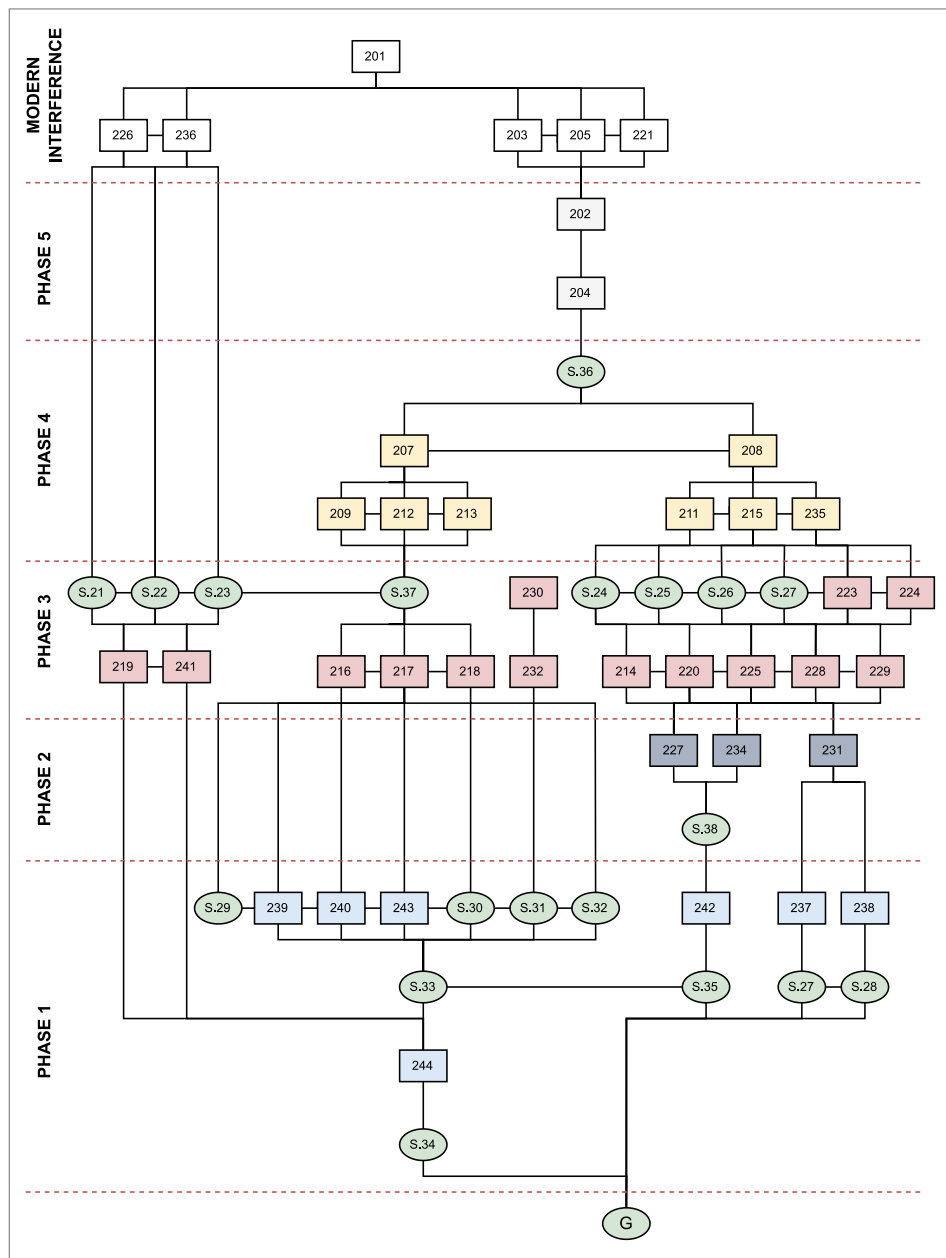 MODERN
INTERFERENCE
201
226 236 203 205 221
PHASE 5
202
204
PHASE 4
S.36
207 208
209 212 213 211 215 235
PHASE 3
S.21 S.22 S.23 S.37 230 S.24 S.25 S.26 S.27 223 224
219 241 216 217 218 232 214 220 225 228 229
PHASE 2
227 234 231
S.38
PHASE 1
S.29 239 240 243 S.30 S.31 S.32 242 237 238
S.33 S.35 S.27 S.28
244
S.34
G